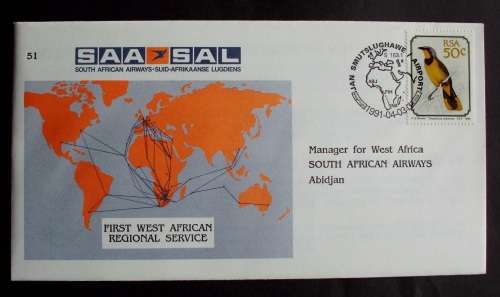 51
SAA SAL
SOUTH AFRICAN AIRWAYS-SUID-AFRIKAANSE LUGDIENS
FIRST WEST AFRICAN
REGIONAL SERVICE
JAN SMUTSLUGHAWE
AIRPORT
1991-04-03
RSA
50c
Manager for West Africa
SOUTH AFRICAN AIRWAYS
Abidjan